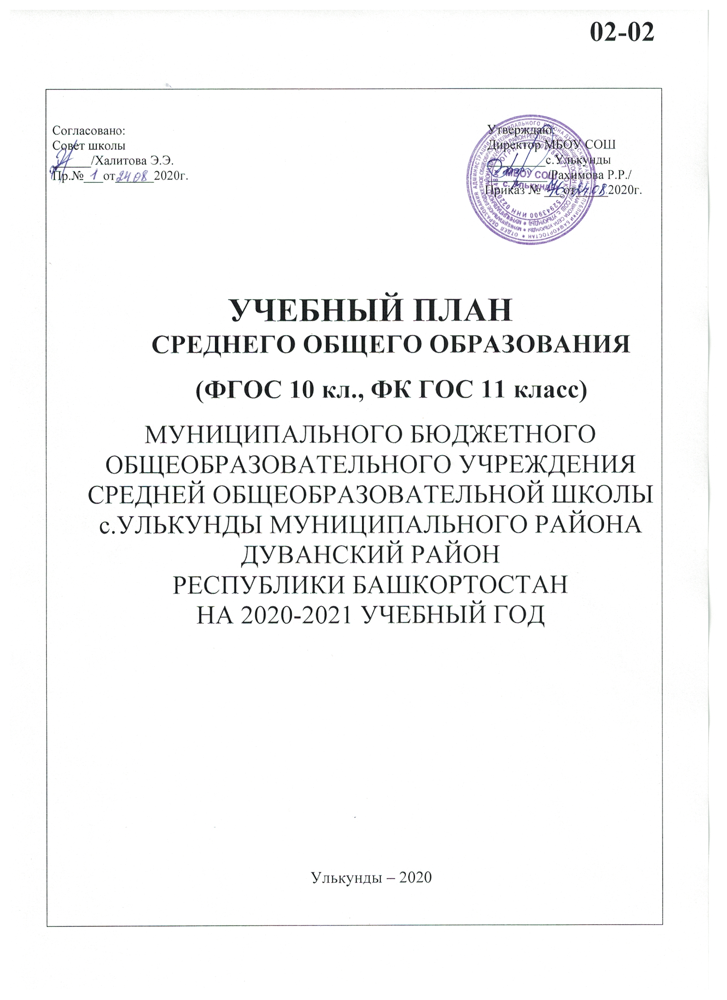 02-02
Согласовано:
Совет школы
______/Халитова Э.Э.
Пр.№ 1 от 24 08 2020г.
Утверждаю:
Директор МБОУ СОШ
с.Улькунды
/Рахимова Р.Р./
Приказ № 76 от 24.08 2020г.
МБОУ СОШ
с. Улькунды
УЧЕБНЫЙ ПЛАН
СРЕДНЕГО ОБЩЕГО ОБРАЗОВАНИЯ
(ФГОС 10 кл., ФК ГОС 11 класс)
МУНИЦИПАЛЬНОГО БЮДЖЕТНОГО
ОБЩЕОБРАЗОВАТЕЛЬНОГО УЧРЕЖДЕНИЯ
СРЕДНЕЙ ОБЩЕОБРАЗОВАТЕЛЬНОЙ ШКОЛЫ
с.УЛЬКУНДЫ МУНИЦИПАЛЬНОГО РАЙОНА
ДУВАНСКИЙ РАЙОН
РЕСПУБЛИКИ БАШКОРТОСТАН
НА 2020-2021 УЧЕБНЫЙ ГОД
Улькунды – 2020